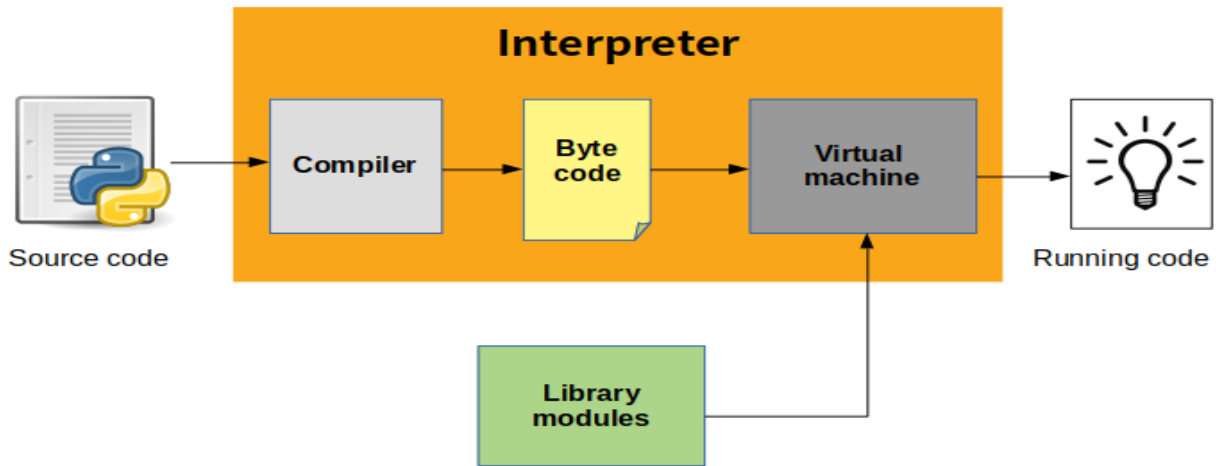 Interpreter
Compiler
Byte
code
Virtual
machine
Source code
Running code
Library
modules